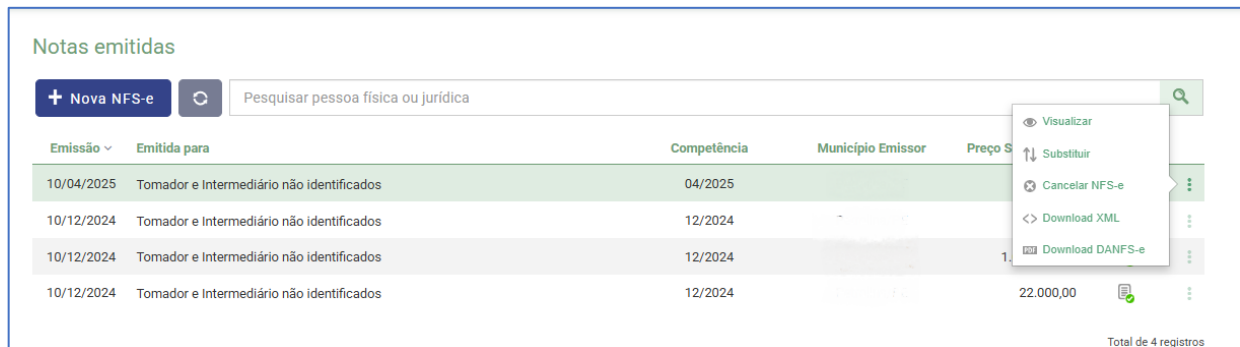 Notas emitidas
+ Nova NFS-e Pesquisar pessoa física ou jurídica
Visualizar
Emissão Emitida para Competência Município Emissor Preço S
Substituir
10/04/2025 Tomador e Intermediário não identificados 04/2025
Cancelar NFS-e
10/12/2024 Tomador e Intermediário não identificados 12/2024
Download XML
10/12/2024 Tomador e Intermediário não identificados 12/2024 1.
PDF Download DANFS-e
10/12/2024 Tomador e Intermediário não identificados 12/2024 22.000,00
Total de 4 registros